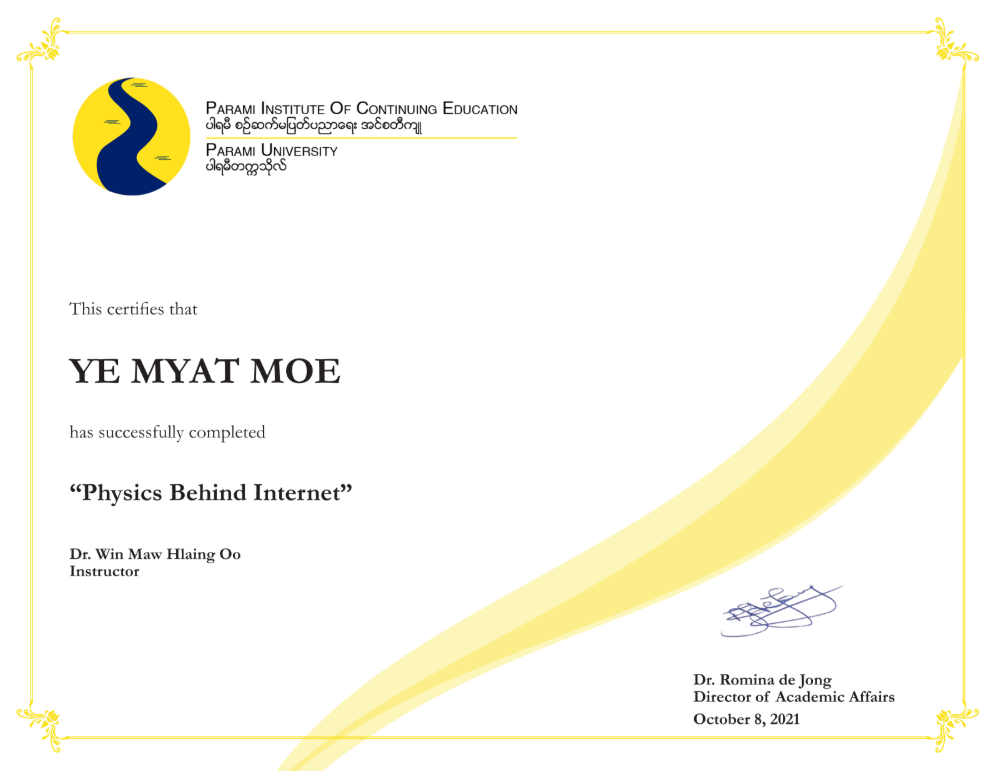 PARAMI INSTITUTE OF CONTINUING EDUCATION
ပါရမီ စဉ်ဆက်မပြတ်ပညာရေး အင်စတီကျု
PARAMI UNIVERSITY
ပါရမီတက္ကသိုလ်
This certifies that
YE MYAT MOE
has successfully completed
“Physics Behind Internet”
Dr. Win Maw Hlaing Oo
Instructor
Dr. Romina de Jong
Director of Academic Affairs
October 8, 2021